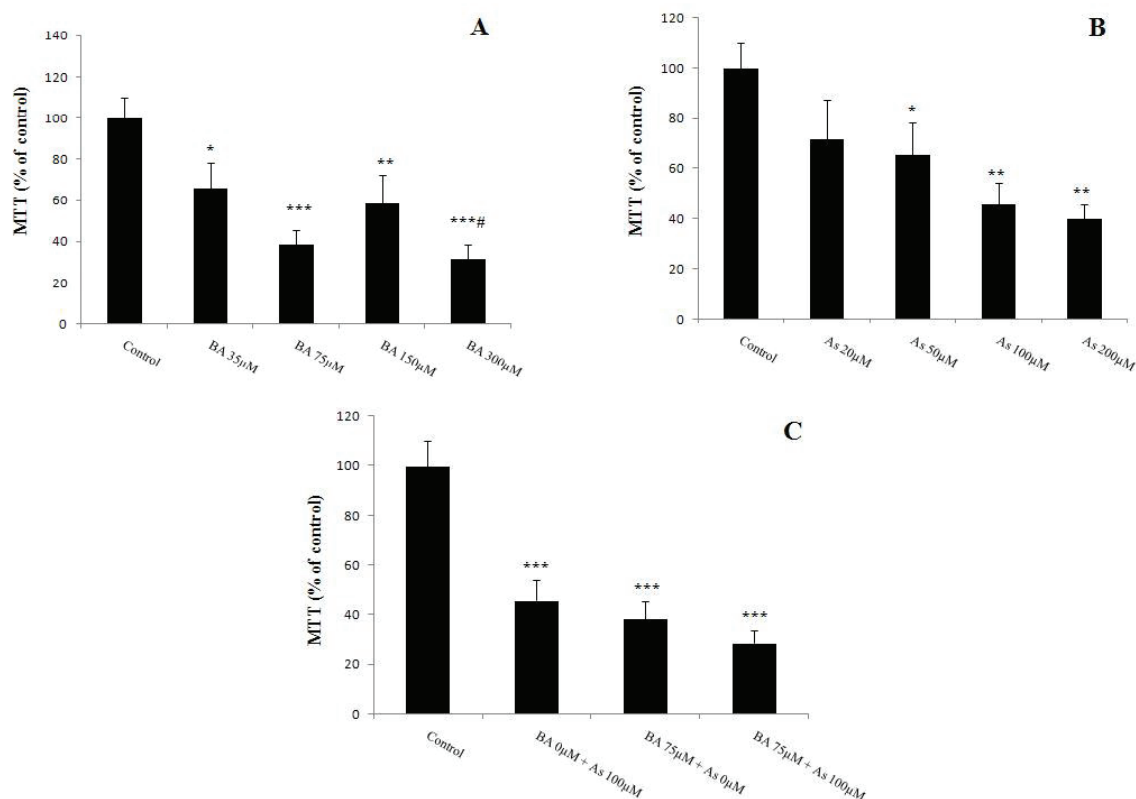 A
MTT (% of control)
140
120
100
80
60
40
20
0
*
***
**
***#
Control
BA 35µM
BA 75µM
BA 150µM
BA 300µM
B
MTT (% of control)
120
100
80
60
40
20
0
*
**
**
Control
As 20µM
As 50µM
As 100µM
As 200µM
C
MTT (% of control)
120
100
80
60
40
20
0
***
***
***
Control
BA 0µM + As 100µM
BA 75µM + As 0µM
BA 75µM + As 100µM